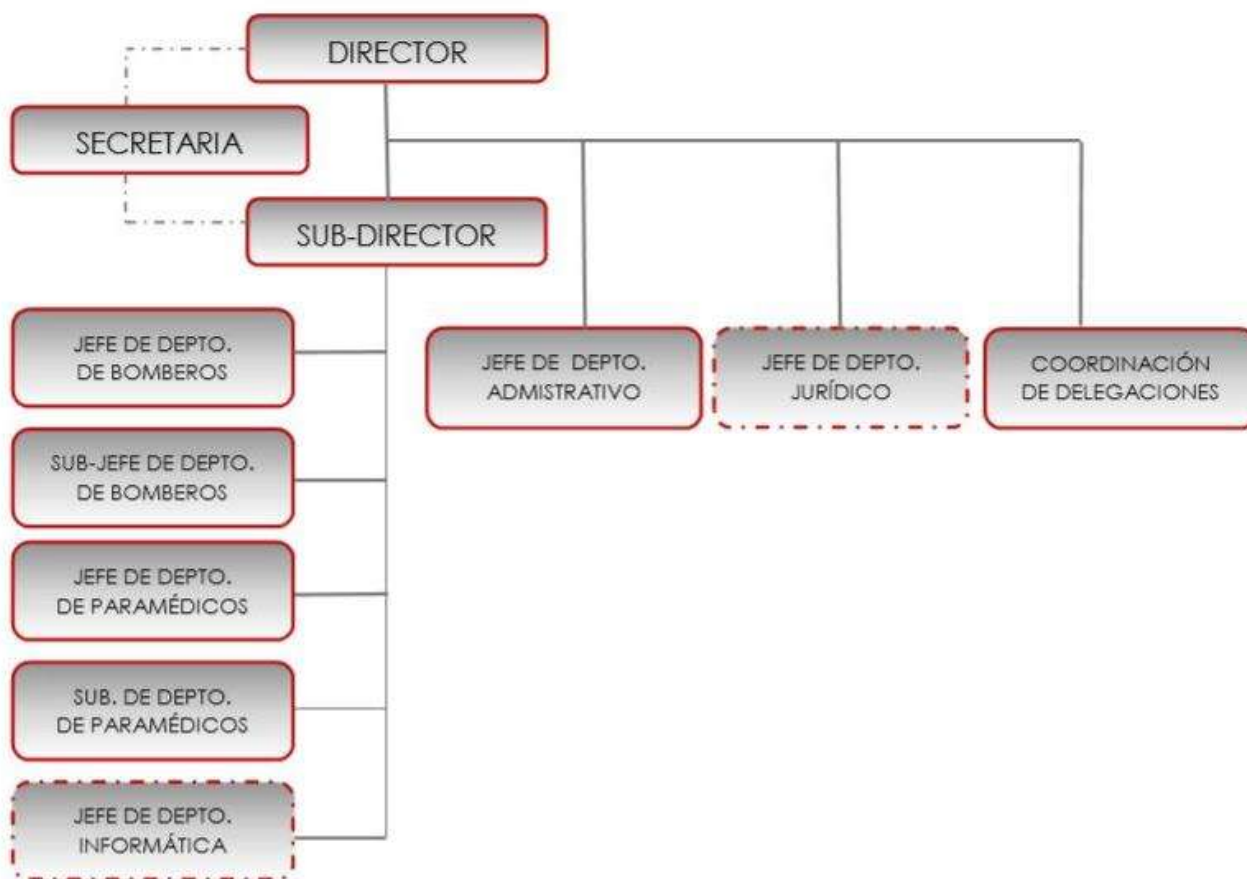 DIRECTOR
SECRETARIA
SUB-DIRECTOR
JEFE DE DEPTO.
DE BOMBEROS
SUB-JEFE DE DEPTO.
DE BOMBEROS
JEFE DE DEPTO.
DE PARAMÉDICOS
SUB. DE DEPTO.
DE PARAMÉDICOS
JEFE DE DEPTO.
INFORMÁTICA
JEFE DE DEPTO.
ADMISTRATIVO
JEFE DE DEPTO.
JURÍDICO
COORDINACIÓN
DE DELEGACIONES